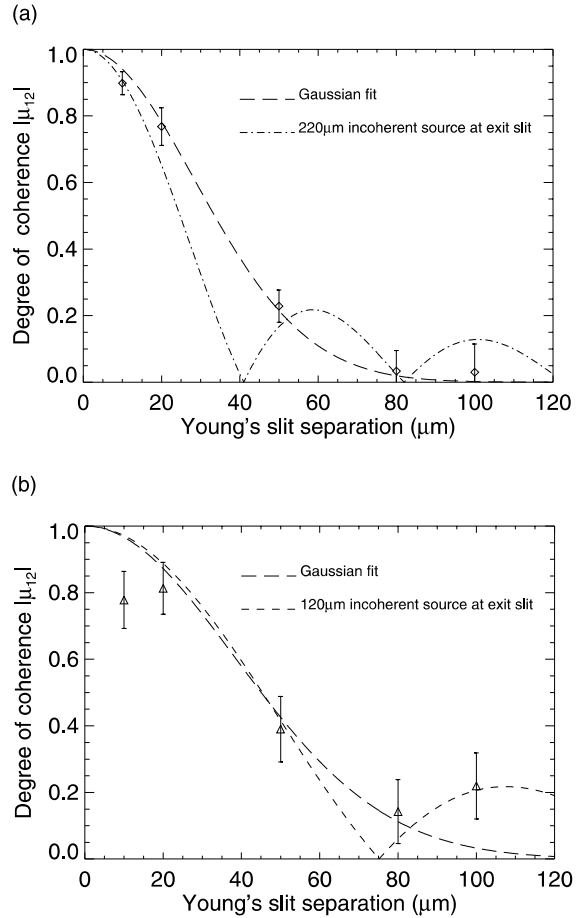 (a)
1.0
0.8
0.6
0.4
0.2
0.0
Degree of coherence |μ12|
Gaussian fit
220μm incoherent source at exit slit
0 20 40 60 80 100 120
Young's slit separation (μm)
(b)
1.0
0.8
0.6
0.4
0.2
0.0
Degree of coherence |μ12|
Gaussian fit
120μm incoherent source at exit slit
0 20 40 60 80 100 120
Young's slit separation (μm)